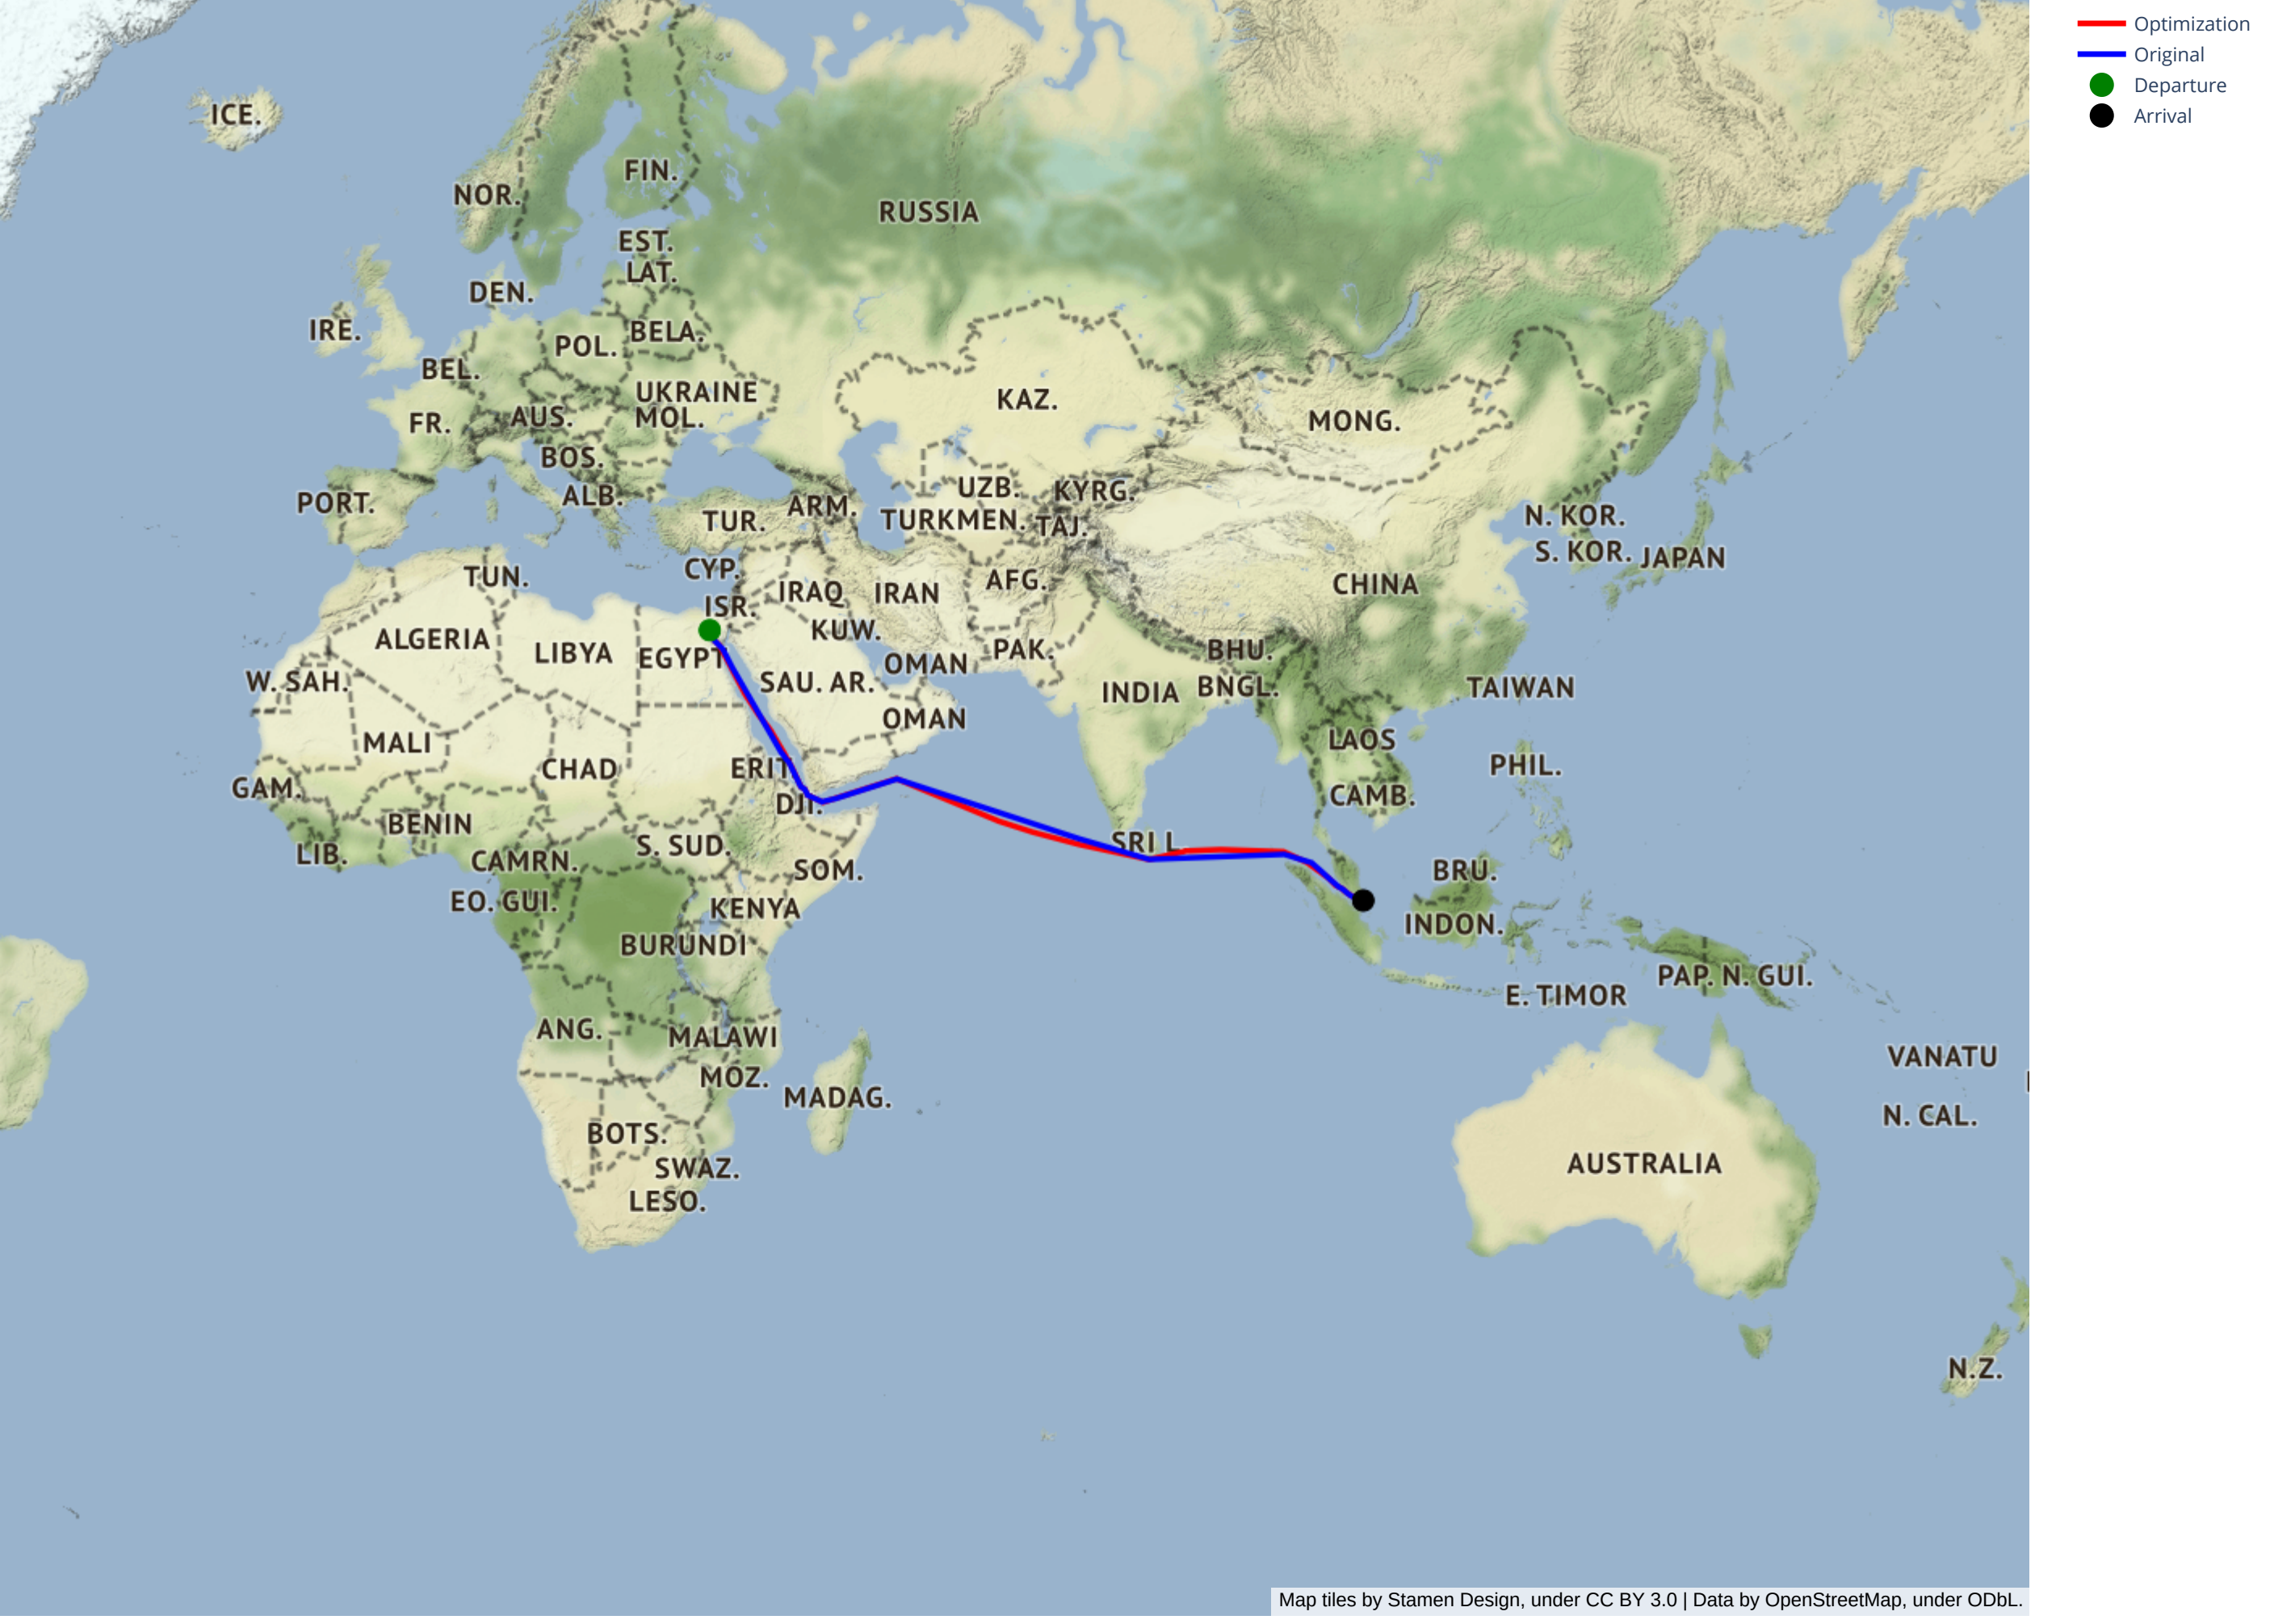 Optimization
Original
Departure
Arrival
ICE.
FIN.
NOR.
RUSSIA
EST.
LAT.
DEN.
IRE.
BELA.
POL.
BEL.
UKRAINE
KAZ.
AUS.
MOL.
FR.
MONG.
BOS.
UZB.
KYRG.
ALB.
PORT.
ARM.
TUR.
TURKMEN.
TAJ.
N. KOR.
S. KOR.
JAPAN
CYP.
TUN.
AFG.
IRAQ
IRAN
CHINA
ISR.
KUW.
ALGERIA
LIBYA
EGYPT
PAK.
BHU.
OMAN
W. SAH.
SAU. AR.
INDIA
BNGL.
TAIWAN
OMAN
MALI
LAOS
CHAD
ERIT.
PHIL.
GAM.
DJI.
CAMB.
BENIN
LIB.
CAMRN.
S. SUD.
SRI L.
SOM.
BRU.
EQ. GUI.
KENYA
INDON.
BURUNDI
PAP. N. GUI.
E. TIMOR
ANG.
MALAWI
VANATU
MOZ.
MADAG.
N. CAL.
BOTS.
SWAZ.
AUSTRALIA
LESO.
N.Z.
Map tiles by Stamen Design, under CC BY 3.0 | Data by OpenStreetMap, under ODbL.